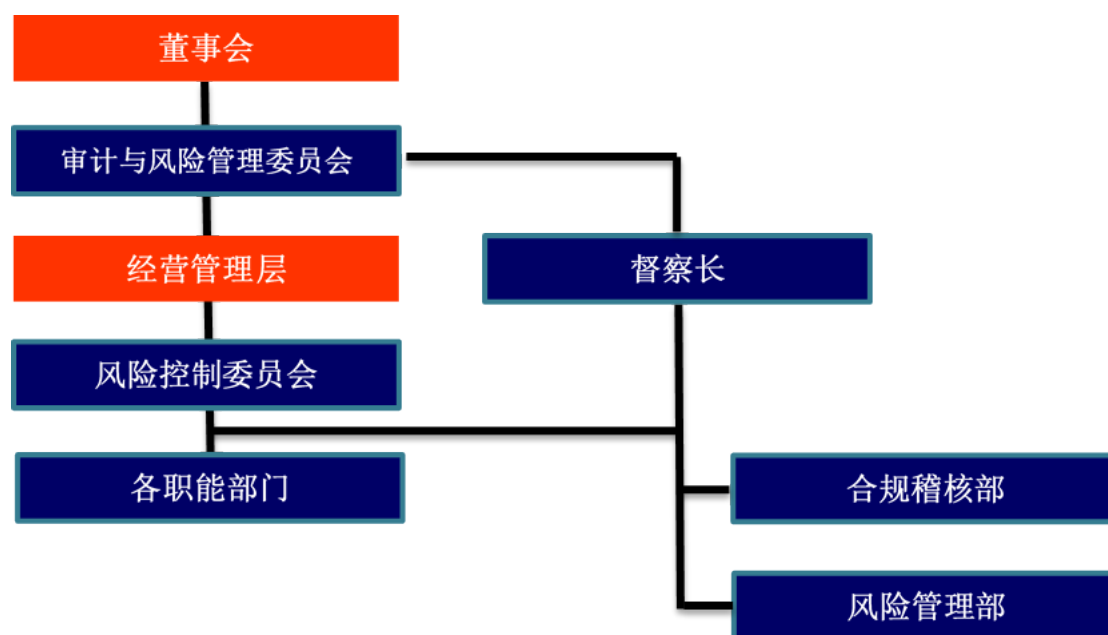 董事会
审计与风险管理委员会
经营管理层
督察长
风险控制委员会
各职能部门
合规稽核部
风险管理部